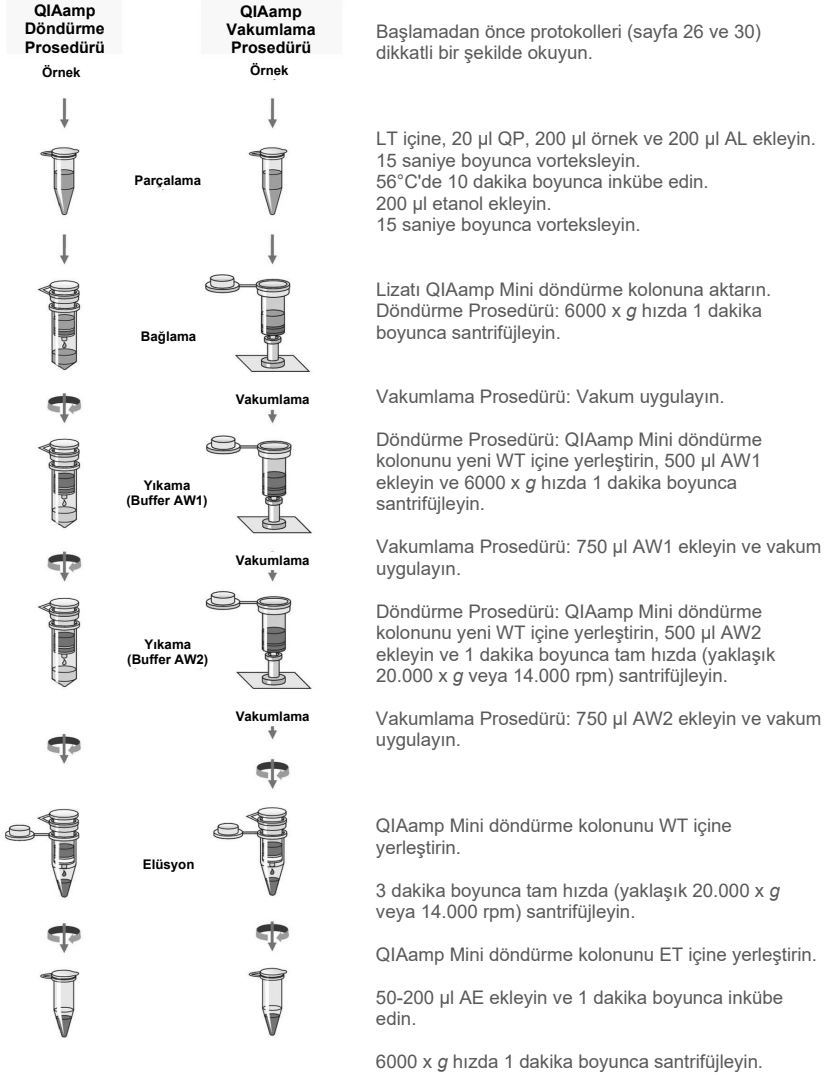 QIAamp
Döndürme
Prosedürü
Örnek
QIAamp
Vakumlama
Prosedürü
Örnek
Başlamadan önce protokolleri (sayfa 26 ve 30)
dikkatli bir şekilde okuyun.
Parçalama
LT içine, 20 µl QP, 200 µl örnek ve 200 µl AL ekleyin.
15 saniye boyunca vorteksleyin.
56°C'de 10 dakika boyunca inkübe edin.
200 µl etanol ekleyin.
15 saniye boyunca vorteksleyin.
Bağlama
Lizatı QIAamp Mini döndürme kolonuna aktarın.
Döndürme Prosedürü: 6000 x g hızda 1 dakika
boyunca santrifüjleyin.
Vakumlama
Vakumlama Prosedürü: Vakum uygulayın.
Yıkama
(Buffer AW1)
Döndürme Prosedürü: QIAamp Mini döndürme
kolonunu yeni WT içine yerleştirin, 500 µl AW1
ekleyin ve 6000 x g hızda 1 dakika boyunca
santrifüjleyin.
Vakumlama
Vakumlama Prosedürü: 750 µl AW1 ekleyin ve vakum
uygulayın.
Yıkama
(Buffer AW2)
Döndürme Prosedürü: QIAamp Mini döndürme
kolonunu yeni WT içine yerleştirin, 500 µl AW2
ekleyin ve 1 dakika boyunca tam hızda (yaklaşık
20.000 x g veya 14.000 rpm) santrifüjleyin.
Vakumlama
Vakumlama Prosedürü: 750 µl AW2 ekleyin ve vakum
uygulayın.
Elüsyon
QIAamp Mini döndürme kolonunu WT içine
yerleştirin.
3 dakika boyunca tam hızda (yaklaşık 20.000 x g
veya 14.000 rpm) santrifüjleyin.
QIAamp Mini döndürme kolonunu ET içine yerleştirin.
50-200 µl AE ekleyin ve 1 dakika boyunca inkübe
edin.
6000 x g hızda 1 dakika boyunca santrifüjleyin.